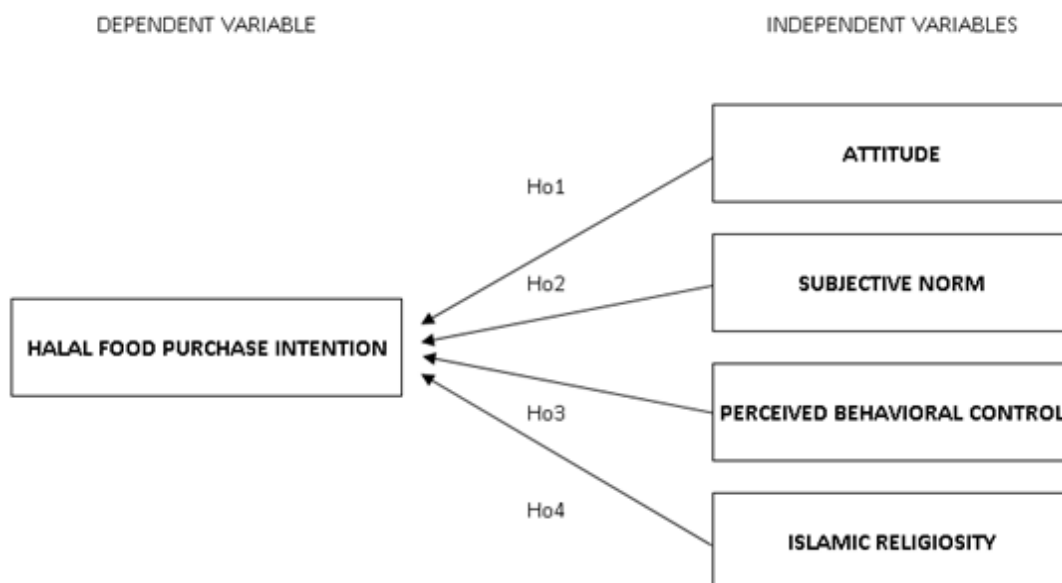 DEPENDENT VARIABLE
INDEPENDENT VARIABLES
ATTITUDE
Ho1
SUBJECTIVE NORM
Ho2
HALAL FOOD PURCHASE INTENTION
PERCEIVED BEHAVIORAL CONTROL
Ho3
Ho4
ISLAMIC RELIGIOSITY